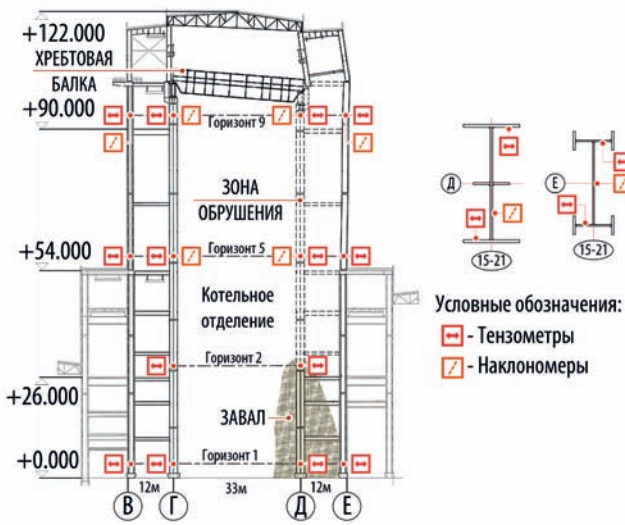 +122.000
ХРЕБТОВАЯ
БАЛКА
+90.000
Горизонт 9
ЗОНА
ОБРУШЕНИЯ
+54.000
Горизонт 5
Котельное
отделение
Горизонт 2
+26.000
ЗАВАЛ
+0.000
Горизонт 1
12м
33м
12м
В
Г
Д
Е
Д
Е
15-21
15-21
Условные обозначения:
- Тензометры
- Наклономеры